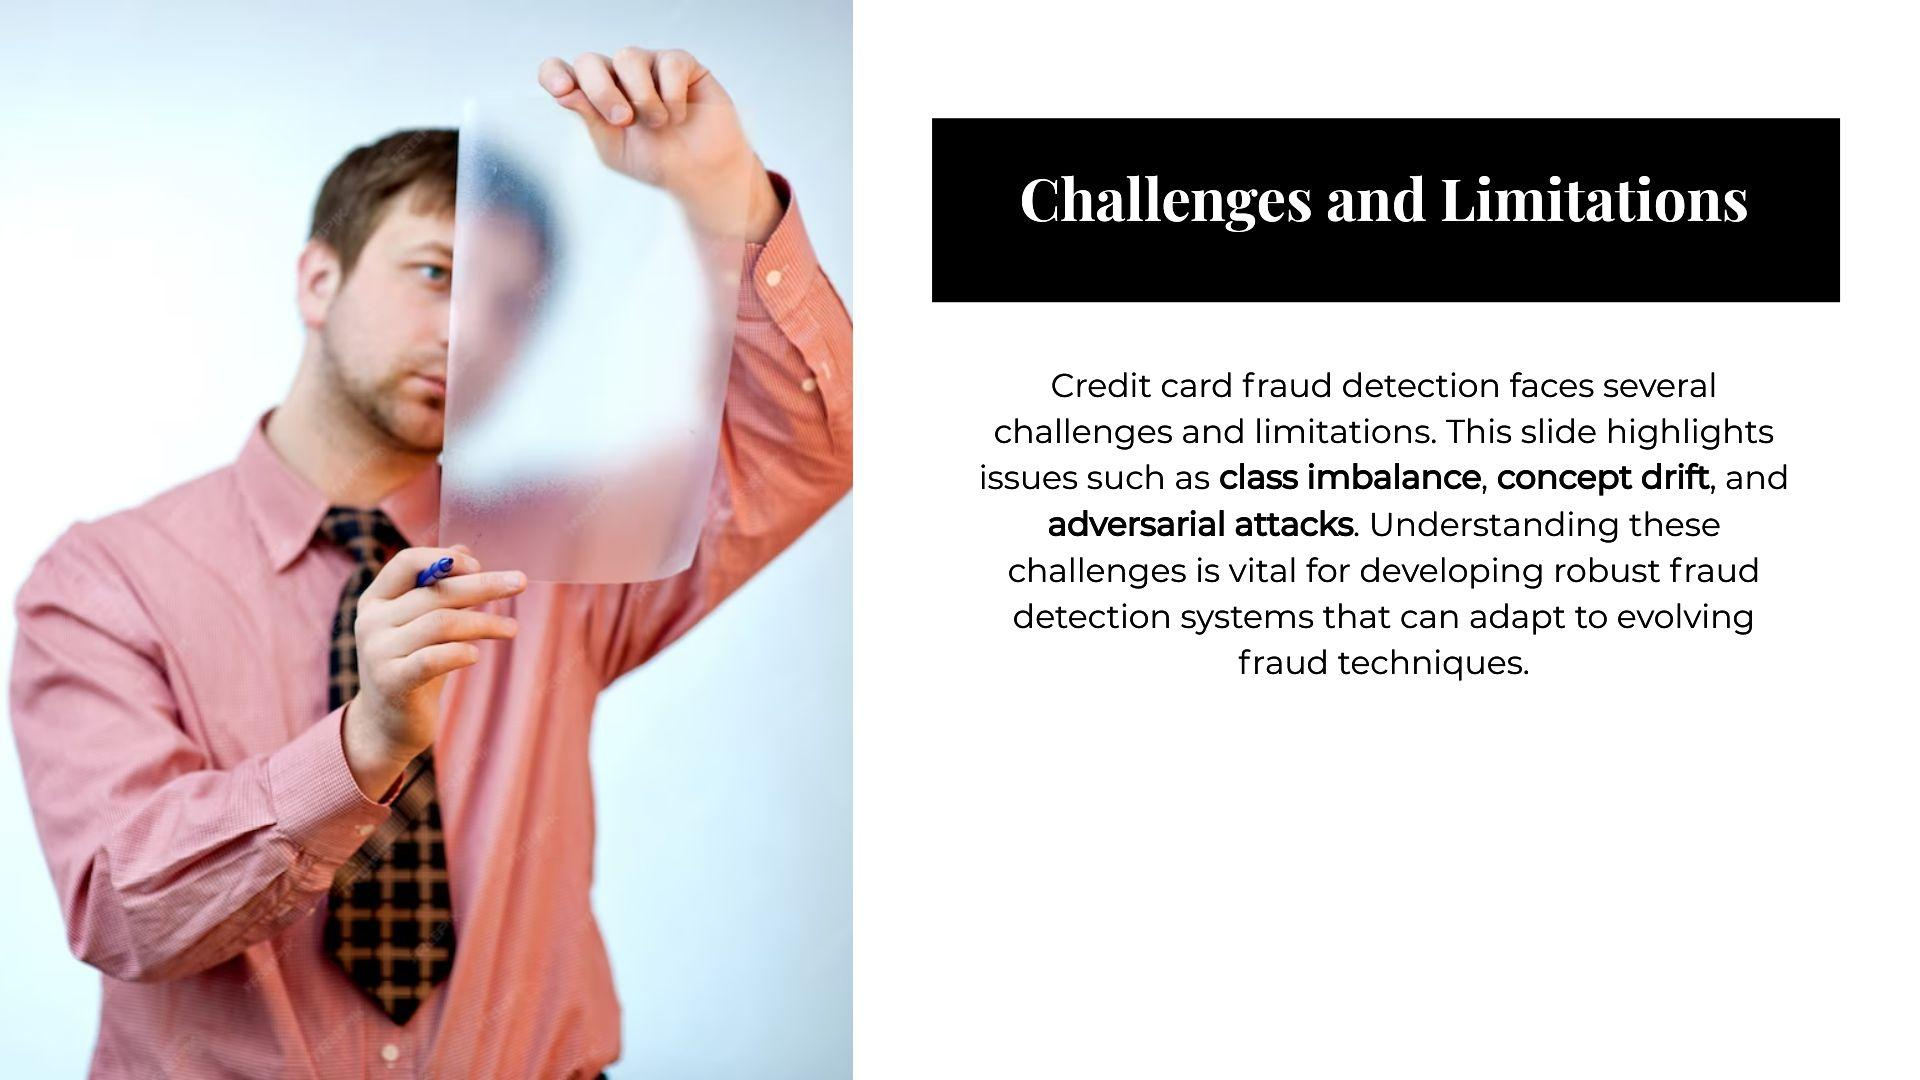 Challenges and Limitations
Credit card fraud detection faces several
challenges and limitations. This slide highlights
issues such as class imbalance, concept drift, and
adversarial attacks. Understanding these
challenges is vital for developing robust fraud
detection systems that can adapt to evolving
fraud techniques.